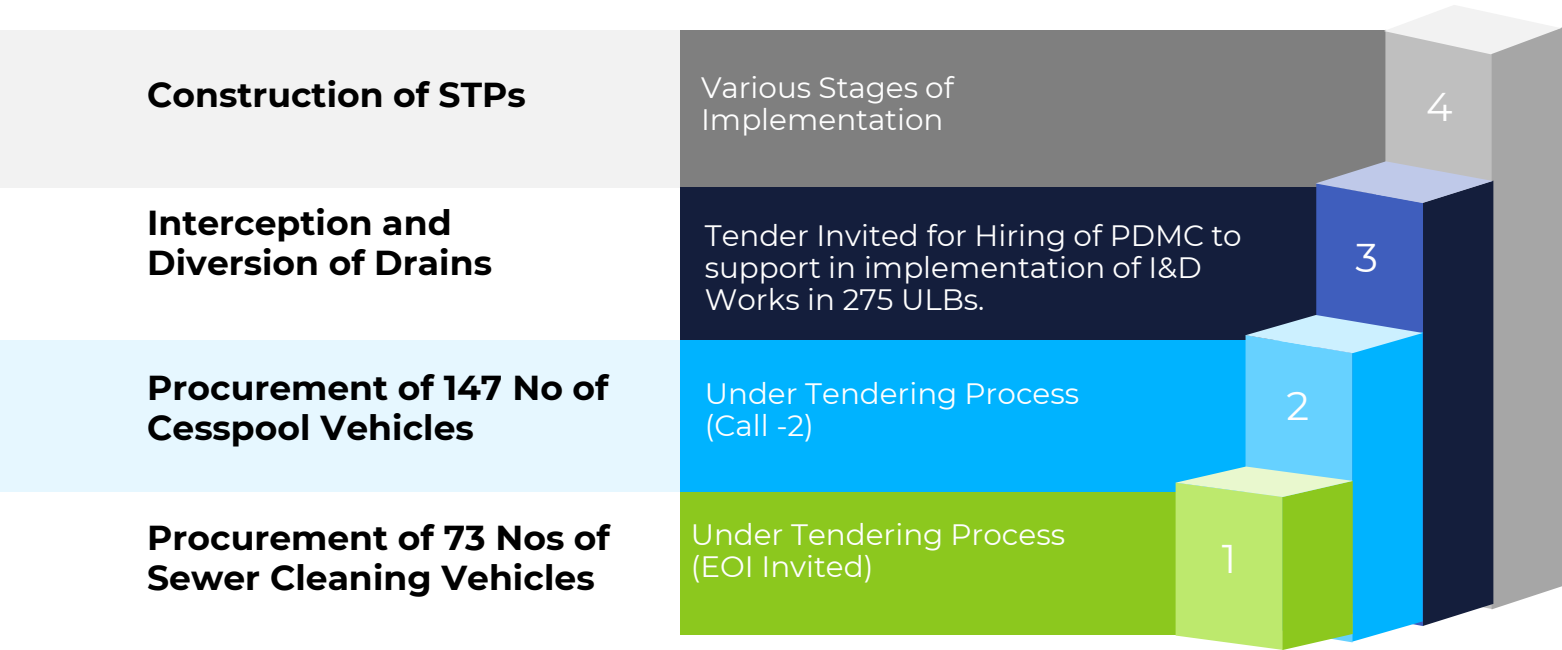 Construction of STPs
Various Stages of
Implementation
4
Interception and
Diversion of Drains
Tender Invited for Hiring of PDMC to
support in implementation of I&D
Works in 275 ULBs.
3
Procurement of 147 No of
Cesspool Vehicles
Under Tendering Process
(Call -2)
2
Procurement of 73 Nos of
Sewer Cleaning Vehicles
Under Tendering Process
(EOI Invited)
1